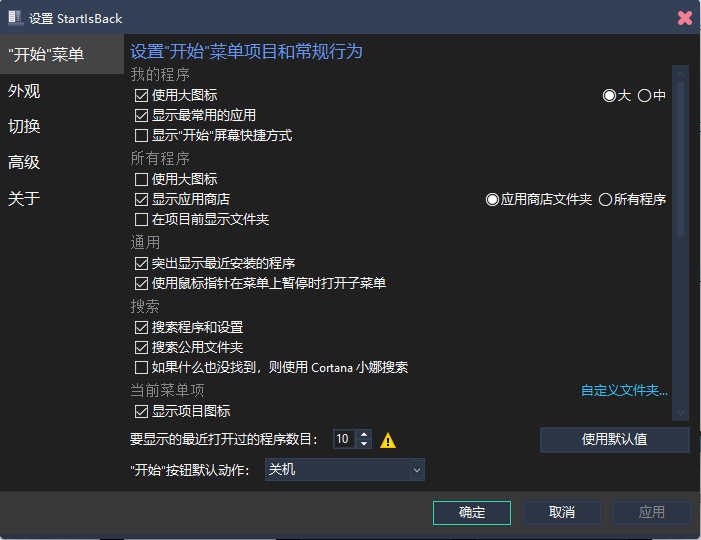 设置 StartIsBack
"开始"菜单
外观
切换
高级
关于
设置"开始"菜单项目和常规行为
我的程序
使用大图标 大 中
显示最常用的应用
显示"开始"屏幕快捷方式
所有程序
使用大图标
显示应用商店 应用商店文件夹 所有程序
在项目前显示文件夹
通用
突出显示最近安装的程序
使用鼠标指针在菜单上暂停时打开子菜单
搜索
搜索程序和设置
搜索公用文件夹
如果什么也没找到，则使用 Cortana 小娜搜索
当前菜单项 自定义文件夹...
显示项目图标
要显示的最近打开过的程序数目： 10 使用默认值
"开始"按钮默认动作： 关机
确定 取消 应用